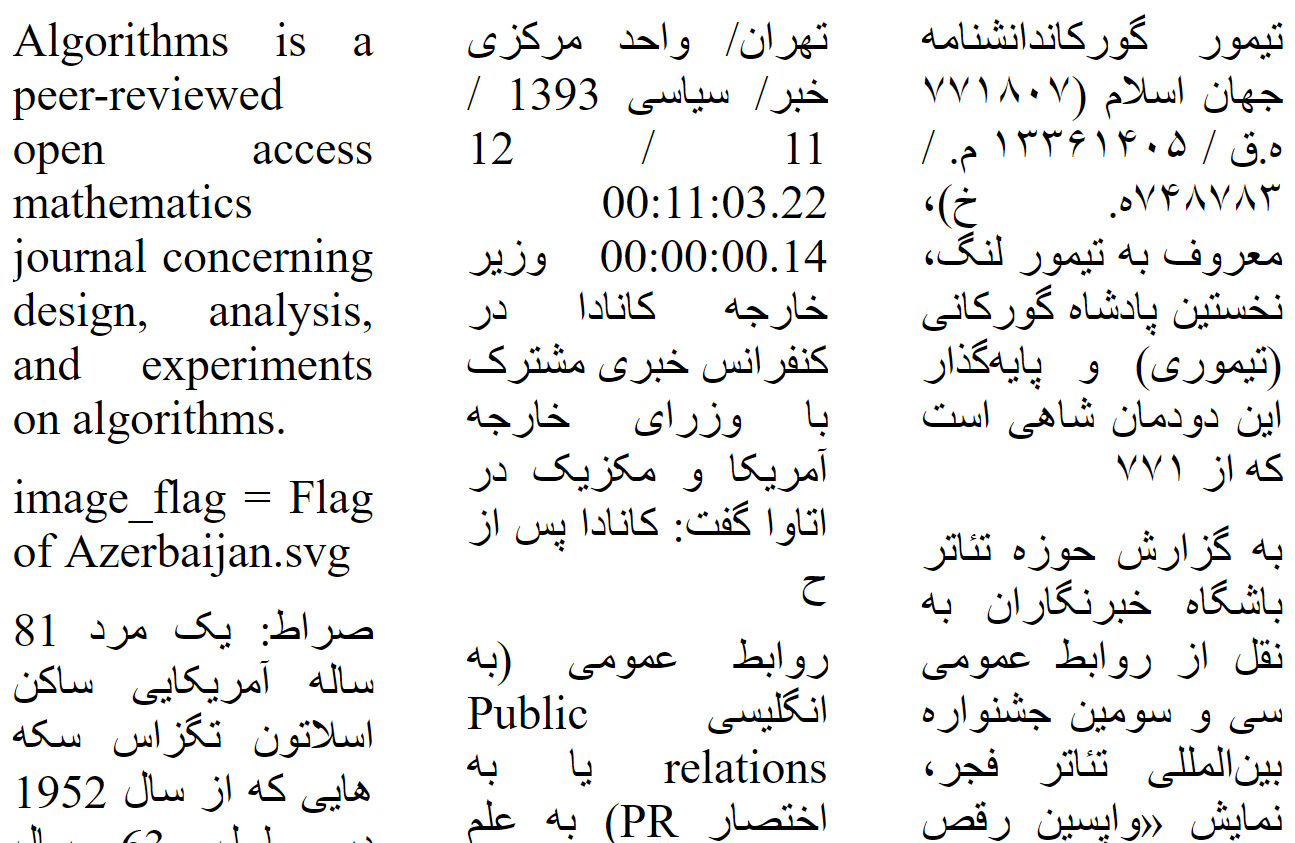 تیمور گورکاندانشنامه
جهان اسلام (۷۷۱۸۰۷
ه.ق / ۱۳۳۶۱۴۰۵ م. /
۷۴۸۷۸۳ه. خ)،
معروف به تیمور لنگ،
نخستین پادشاه گورکانی
(تیموری) و پایه‌گذار
این دودمان شاهی است
که از ۷۷۱
به گزارش حوزه تئاتر
باشگاه خبرنگاران به
نقل از روابط عمومی
سی و سومین جشنواره
بین‌المللی تئاتر فجر،
نمایش «واپسین رقص
تهران/ واحد مرکزی
خبر/ سیاسی 1393 /
11 / 12
00:11:03.22
00:00:00.14 وزیر
خارجه کانادا در
کنفرانس خبری مشترک
با وزرای خارجه
آمریکا و مکزیک در
اتاوا گفت: کانادا پس از
ح
روابط عمومی (به
انگلیسی Public
relations یا به
اختصار PR) به علم
Algorithms is a
peer-reviewed
open access
mathematics
journal concerning
design, analysis,
and experiments
on algorithms.
image_flag = Flag
of Azerbaijan.svg
صراط: یک مرد 81
ساله آمریکایی ساکن
اسلاتون تگزاس سکه
هایی که از سال 1952